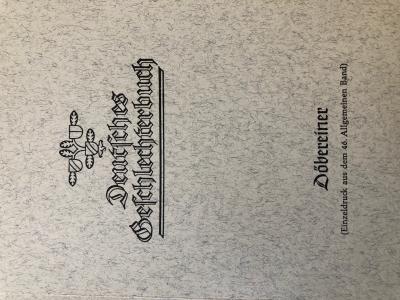 Deutsches
Geschlechterbuch
Döbereiner
(Einzeldruck aus dem 46. Allgemeinen Band)